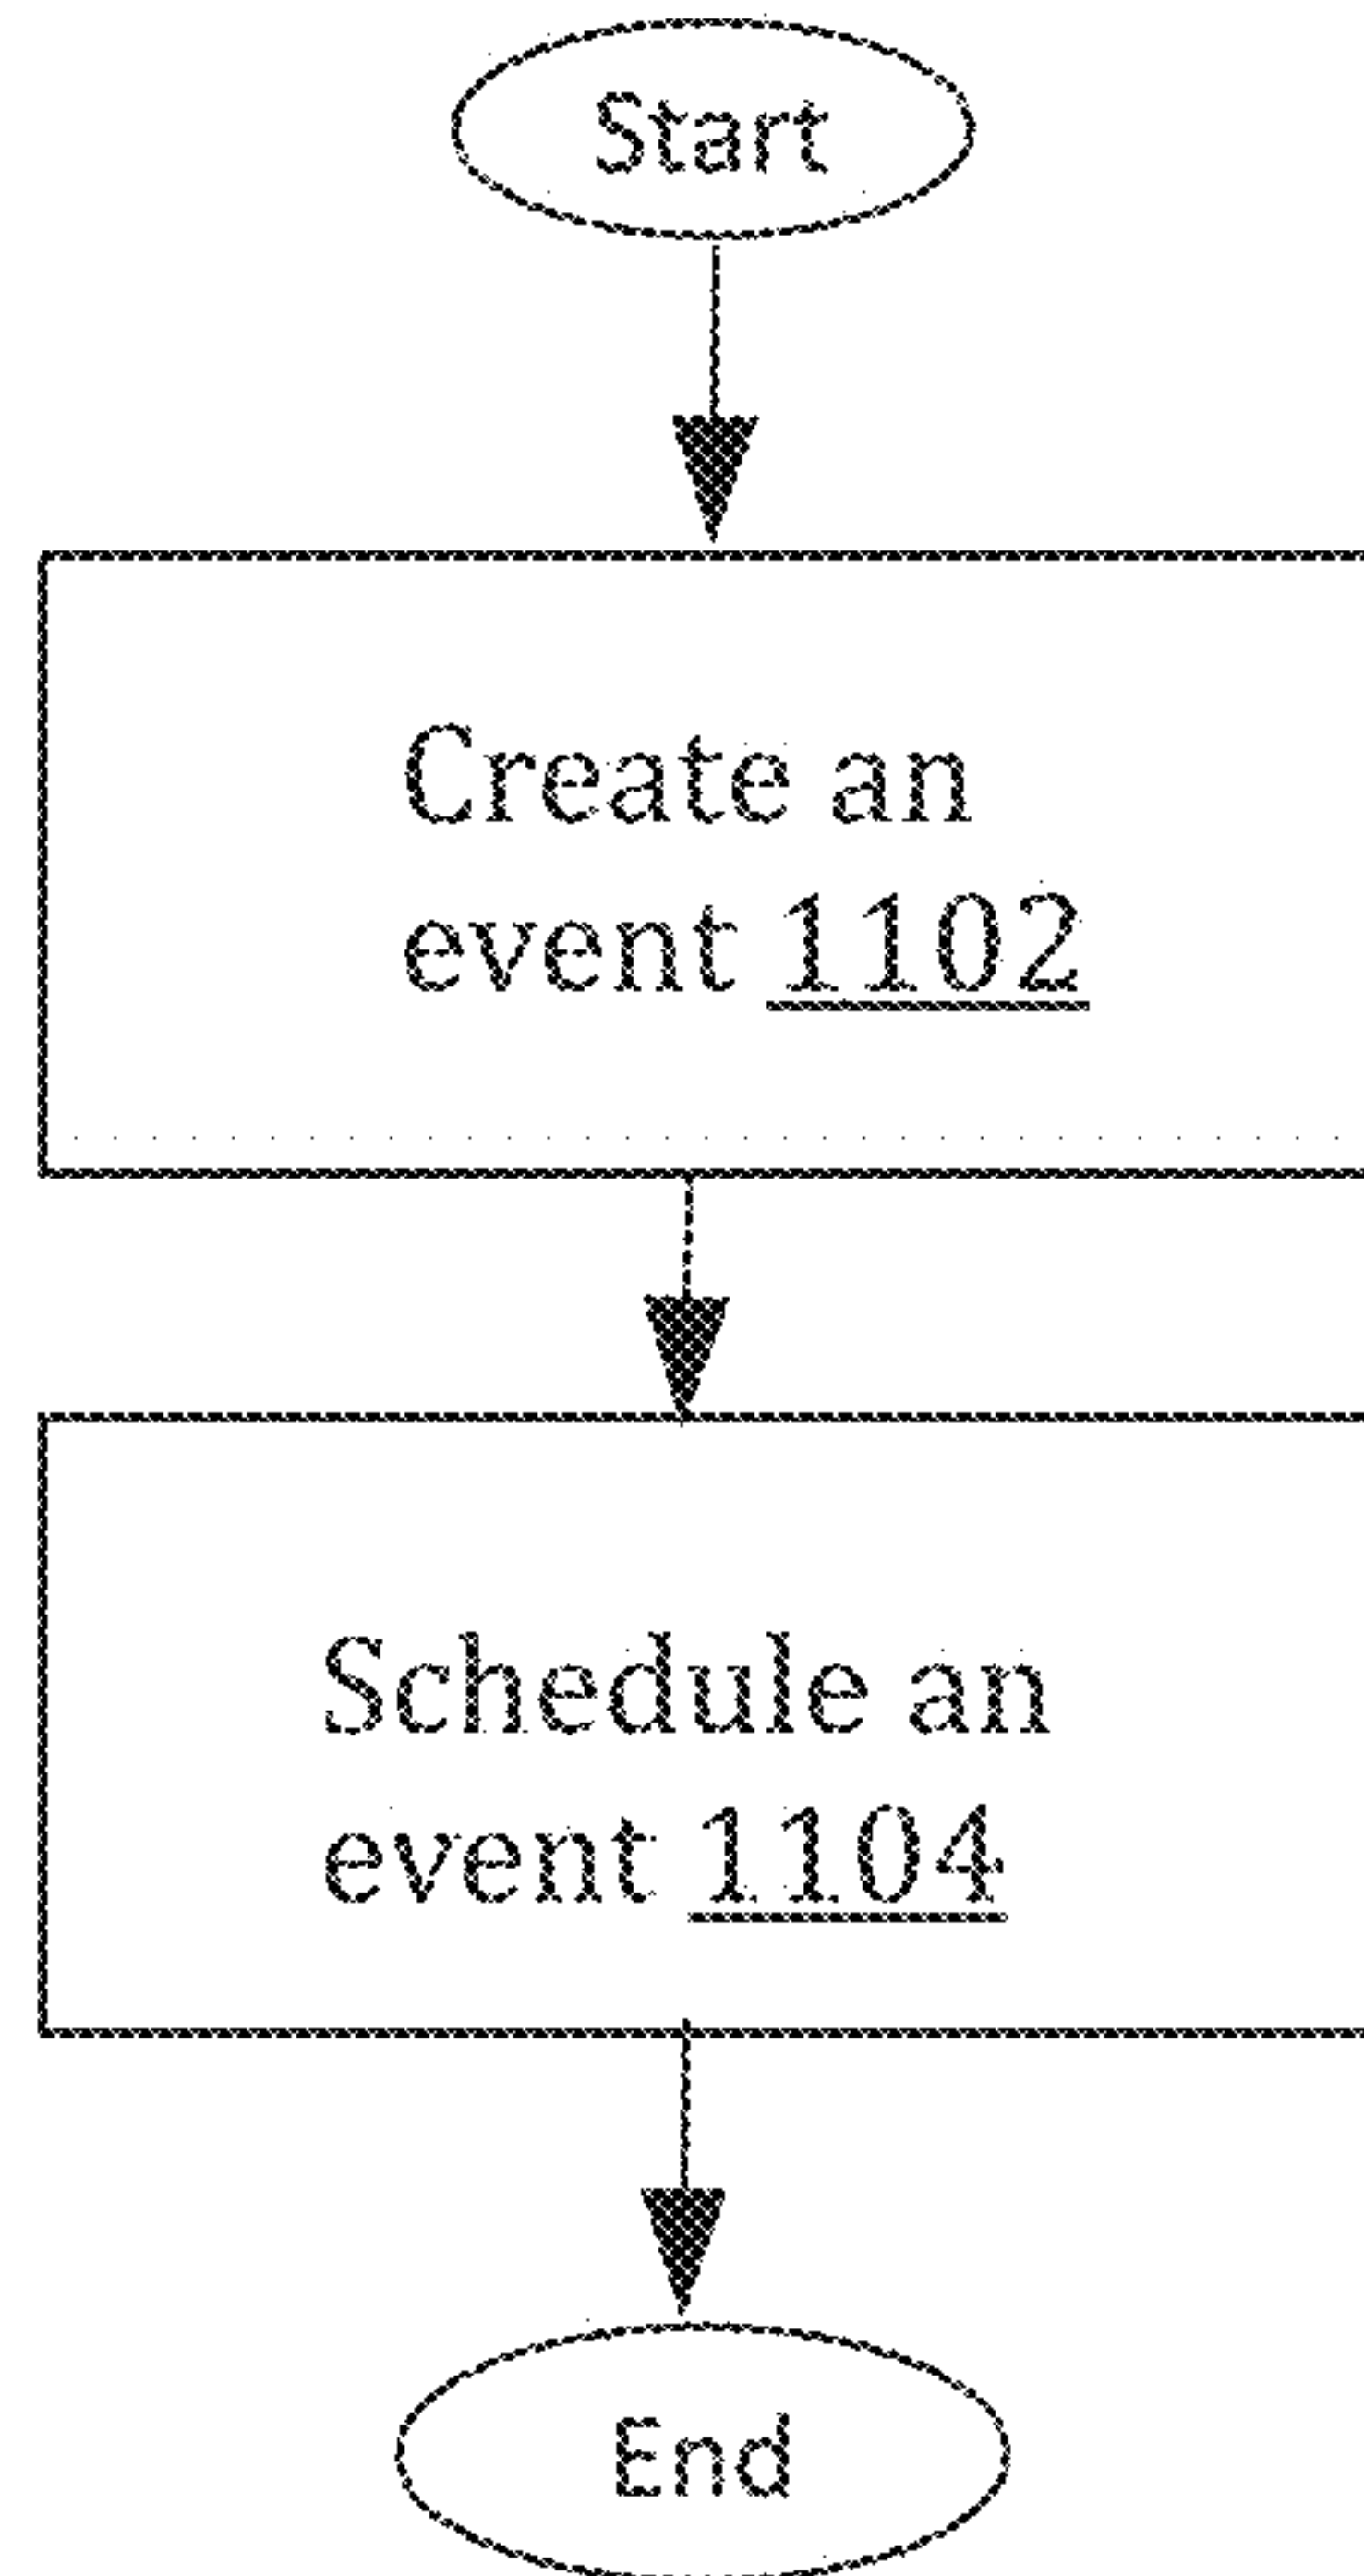 Start
Create an
event 1102
Schedule an
event 1104
End